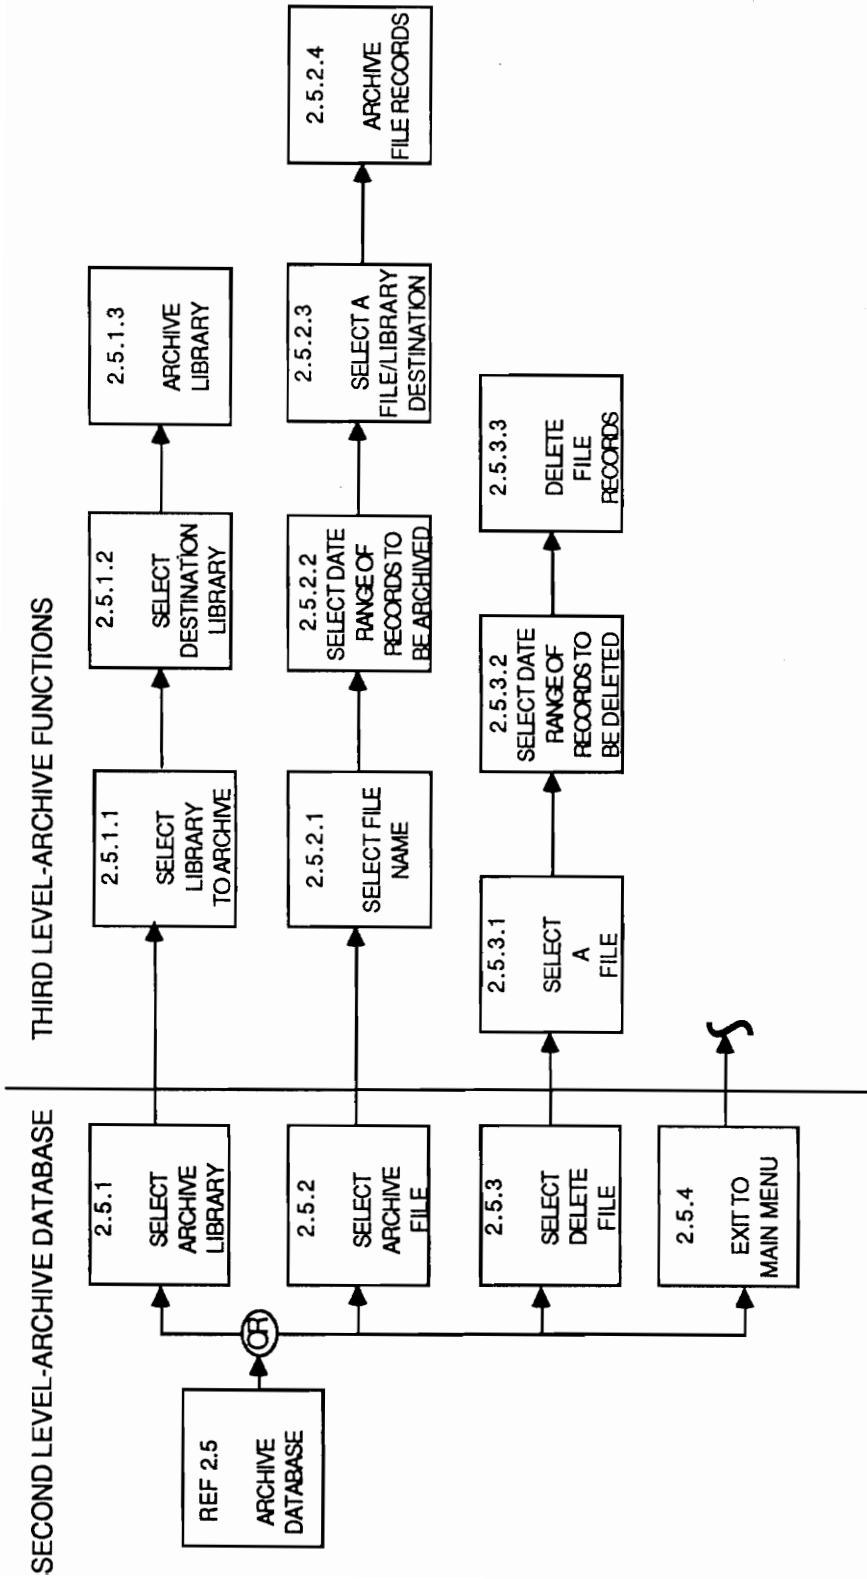 SECOND LEVEL-ARCHIVE DATABASE
THIRD LEVEL-ARCHIVE FUNCTIONS
REF 2.5
ARCHIVE
DATABASE
OR
2.5.1
SELECT
ARCHIVE
LIBRARY
2.5.1.1
SELECT
LIBRARY
TO ARCHIVE
2.5.1.2
SELECT
DESTINATION
LIBRARY
2.5.1.3
ARCHIVE
LIBRARY
2.5.2
SELECT
ARCHIVE
FILE
2.5.2.1
SELECT FILE
NAME
2.5.2.2
SELECT DATE
RANGE OF
RECORDS TO
BE ARCHIVED
2.5.2.3
SELECT A
FILE/LIBRARY
DESTINATION
2.5.2.4
ARCHIVE
FILE RECORDS
2.5.3
SELECT
DELETE
FILE
2.5.3.1
SELECT
A
FILE
2.5.3.2
SELECT DATE
RANGE OF
RECORDS TO
BE DELETED
2.5.3.3
DELETE
FILE
RECORDS
2.5.4
EXIT TO
MAIN MENU